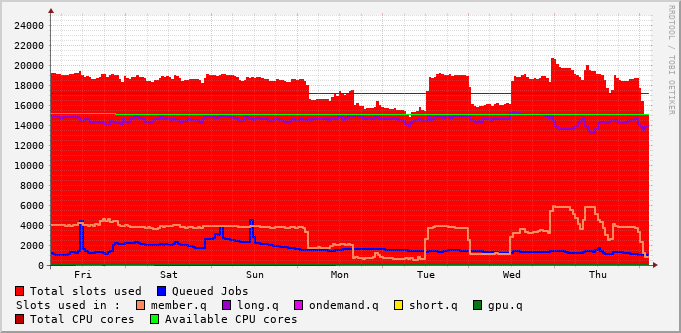 24000
22000
20000
18000
16000
14000
12000
10000
8000
6000
4000
2000
0
Fri Sat Sun Mon Tue Wed Thu
RRDTOOL / TOBI OETIKER
Total slots used Queued Jobs
Slots used in : member.q long.q ondemand.q short.q gpu.q
Total CPU cores Available CPU cores